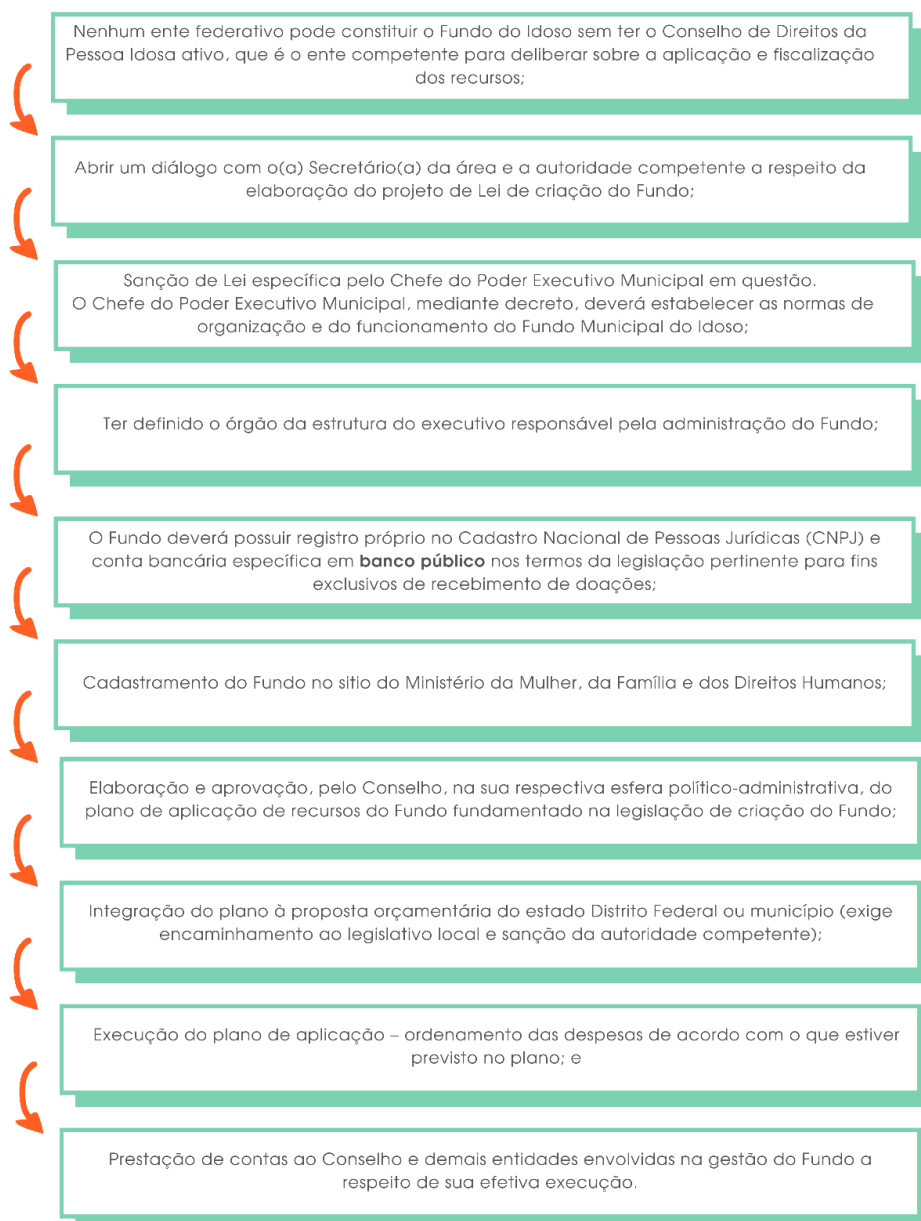 Nenhum ente federativo pode constituir o Fundo do Idoso sem ter o Conselho de Direitos da
Pessoa Idosa ativo, que é o ente competente para deliberar sobre a aplicação e fiscalização
dos recursos;
Abrir um diálogo com o(a) Secretário(a) da área e a autoridade competente a respeito da
elaboração do projeto de Lei de criação do Fundo;
Sanção de Lei específica pelo Chefe do Poder Executivo Municipal em questão.
O Chefe do Poder Executivo Municipal, mediante decreto, deverá estabelecer as normas de
organização e do funcionamento do Fundo Municipal do Idoso;
Ter definido o órgão da estrutura do executivo responsável pela administração do Fundo;
O Fundo deverá possuir registro próprio no Cadastro Nacional de Pessoas Jurídicas (CNPJ) e
conta bancária específica em banco público nos termos da legislação pertinente para fins
exclusivos de recebimento de doações;
Cadastramento do Fundo no sitio do Ministério da Mulher, da Família e dos Direitos Humanos;
Elaboração e aprovação, pelo Conselho, na sua respectiva esfera político-administrativa, do
plano de aplicação de recursos do Fundo fundamentado na legislação de criação do Fundo;
Integração do plano à proposta orçamentária do estado Distrito Federal ou município (exige
encaminhamento ao legislativo local e sanção da autoridade competente);
Execução do plano de aplicação – ordenamento das despesas de acordo com o que estiver
previsto no plano; e
Prestação de contas ao Conselho e demais entidades envolvidas na gestão do Fundo a
respeito de sua efetiva execução.